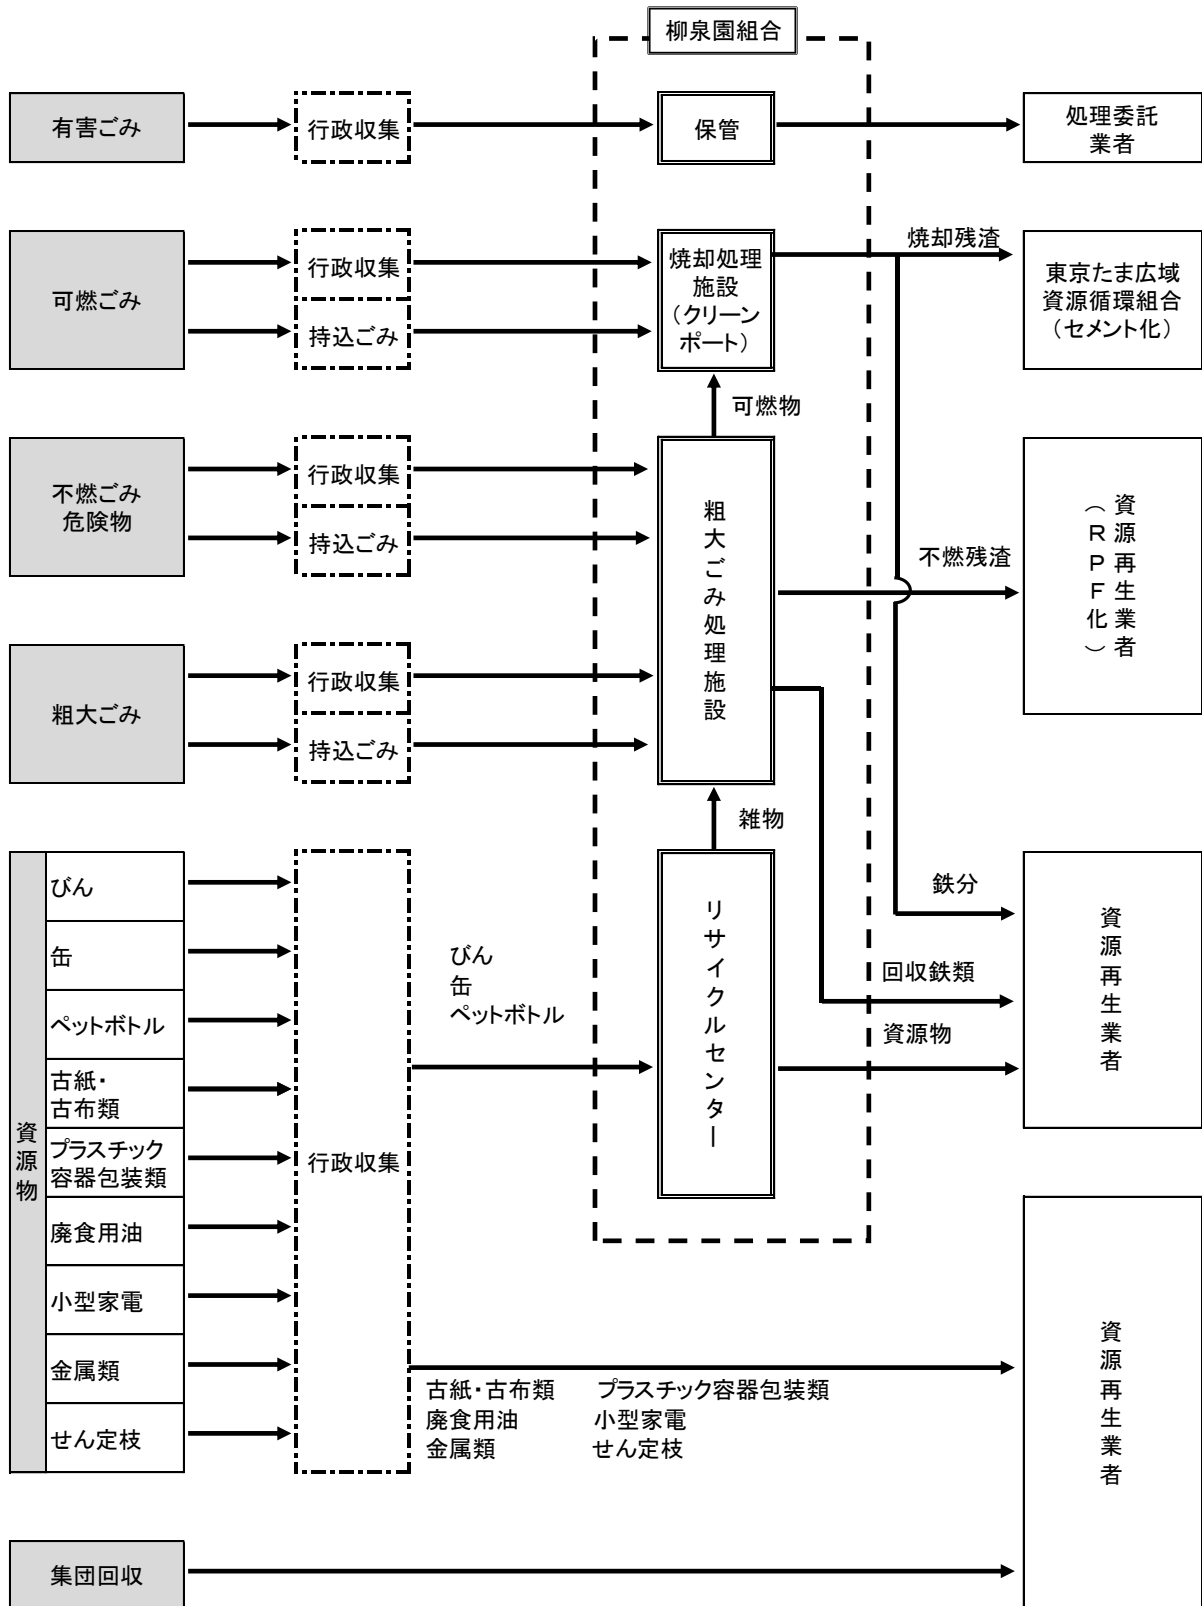 柳泉園組合
有害ごみ
行政収集
保管
処理委託
業者
可燃ごみ
行政収集
持込ごみ
焼却処理
施設
(クリーン
ポート)
焼却残渣
東京たま広域
資源循環組合
(セメント化)
可燃物
不燃ごみ
危険物
行政収集
持込ごみ
粗大ごみ処理施設
不燃残渣
資源再生業者
(RPF化)
粗大ごみ
行政収集
持込ごみ
雑物
資源物
びん
缶
ペットボトル
古紙・
古布類
プラスチック
容器包装類
廃食用油
小型家電
金属類
せん定枝
行政収集
びん
缶
ペットボトル
リサイクルセンター
鉄分
回収鉄類
資源物
資源再生業者
古紙・古布類 プラスチック容器包装類
廃食用油 小型家電
金属類 せん定枝
資源再生業者
集団回収